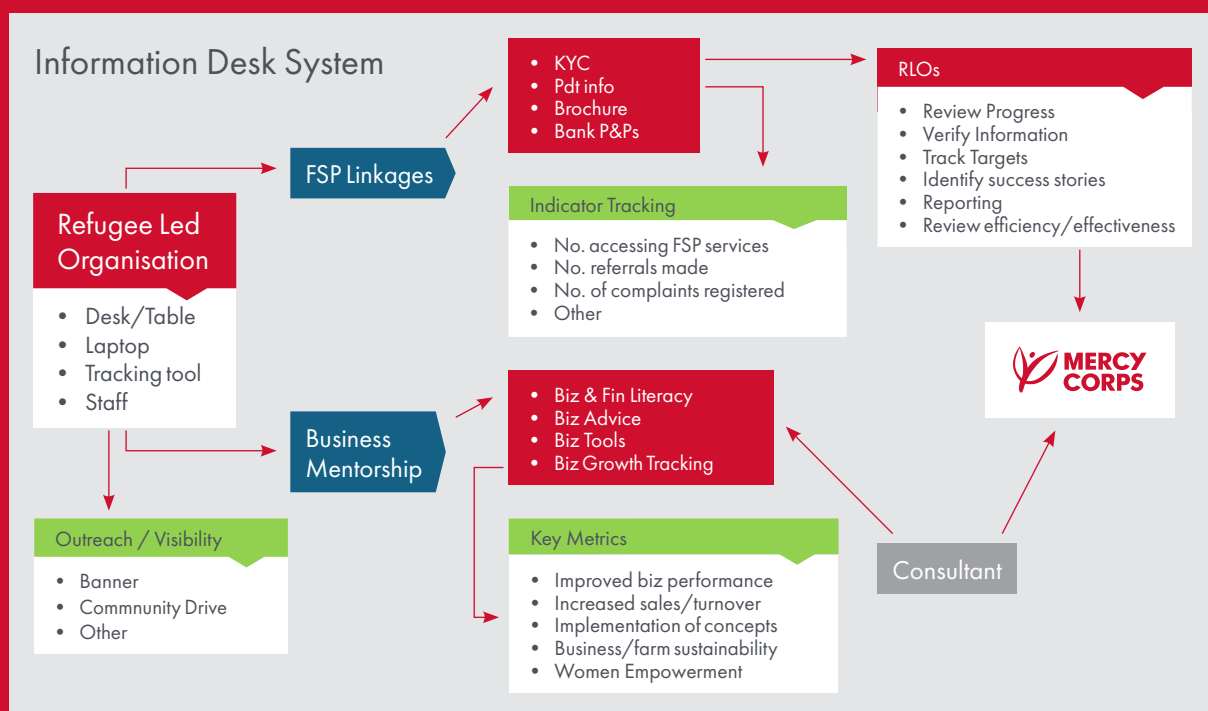 Information Desk System
• KYC
• Pdt info
• Brochure
• Bank P&Ps
RLOs
• Review Progress
• Verify Information
• Track Targets
• Identify success stories
• Reporting
• Review efficiency/effectiveness
FSP Linkages
Refugee Led
Organisation
• Desk/Table
• Laptop
• Tracking tool
• Staff
Indicator Tracking
• No. accessing FSP services
• No. referrals made
• No. of complaints registered
• Other
MERCY
CORPS
Business
Mentorship
• Biz & Fin Literacy
• Biz Advice
• Biz Tools
• Biz Growth Tracking
Outreach / Visibility
• Banner
• Commnunity Drive
• Other
Key Metrics
• Improved biz performance
• Increased sales/turnover
• Implementation of concepts
• Business/farm sustainability
• Women Empowerment
Consultant